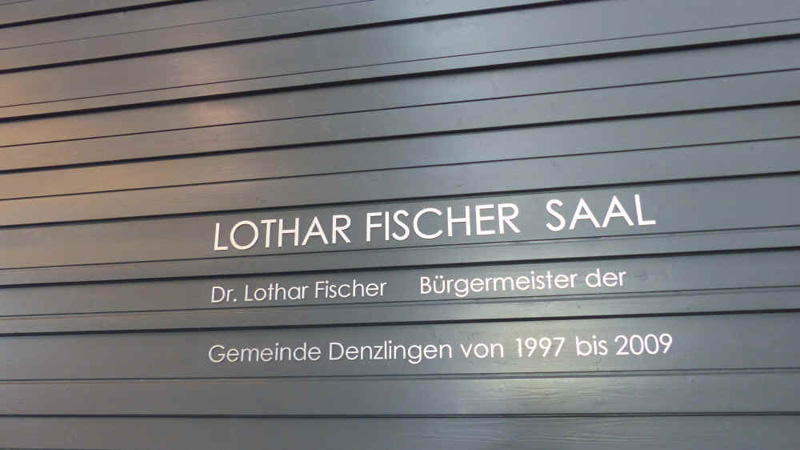 LOTHAR FISCHER SAAL
Dr. Lothar Fischer Bürgermeister der
Gemeinde Denzlingen von 1997 bis 2009